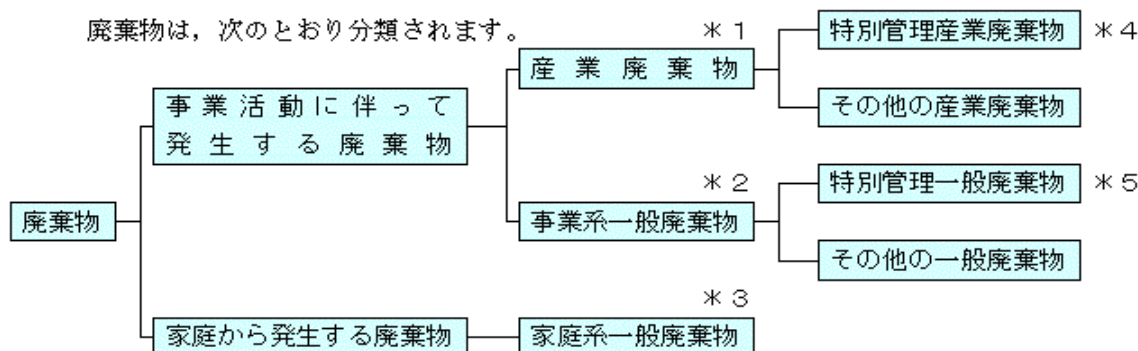 廃棄物は，次のとおり分類されます。
＊１
特別管理産業廃棄物
＊４
産業廃棄物
事業活動に伴って
発生する廃棄物
その他の産業廃棄物
＊２
特別管理一般廃棄物
＊５
廃棄物
事業系一般廃棄物
その他の一般廃棄物
＊３
家庭から発生する廃棄物
家庭系一般廃棄物